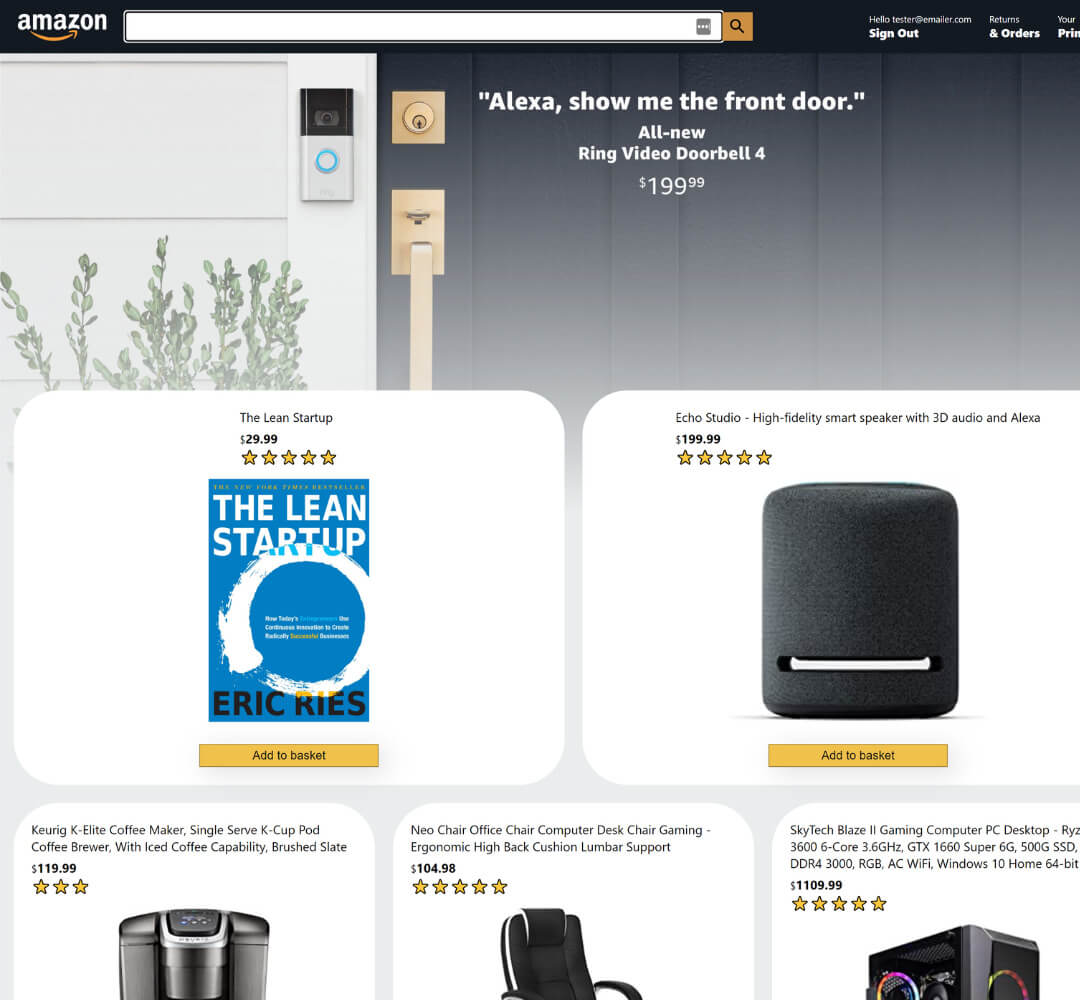 amazon
Hello tester@emailer.com
Sign Out
Returns
& Orders
Your
Prin
"Alexa, show me the front door."
All-new
Ring Video Doorbell 4
$19999
The Lean Startup
$29.99
THE NEW YORK TIMES BESTSELLER
THE LEAN
STARTUP
How Today's Entrepreneurs Use
Continuous Innovation to Create
Radically Successful Businesses
ERIC RIES
Add to basket
Echo Studio - High-fidelity smart speaker with 3D audio and Alexa
$199.99
Add to basket
Keurig K-Elite Coffee Maker, Single Serve K-Cup Pod
Coffee Brewer, With Iced Coffee Capability, Brushed Slate
$119.99
KEURIG
Neo Chair Office Chair Computer Desk Chair Gaming -
Ergonomic High Back Cushion Lumbar Support
$104.98
SkyTech Blaze II Gaming Computer PC Desktop - Ryz
3600 6-Core 3.6GHz, GTX 1660 Super 6G, 500G SSD,
DDR4 3000, RGB, AC WiFi, Windows 10 Home 64-bit
$1109.99